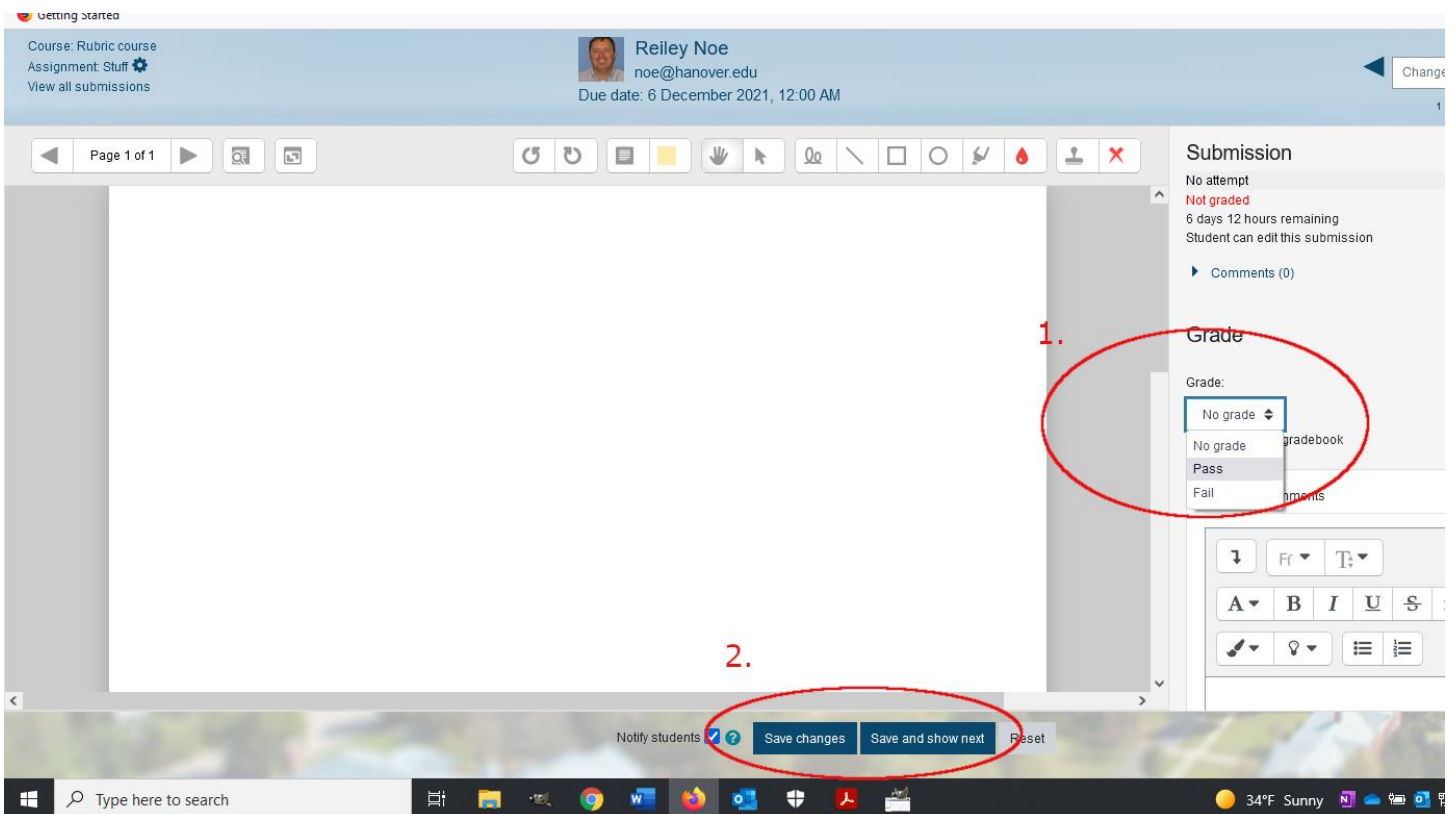 Getting Started
Course: Rubric course
Assignment: Stuff
View all submissions
Reiley Noe
noe@hanover.edu
Due date: 6 December 2021, 12:00 AM
Change
1
Page 1 of 1
Submission
No attempt
Not graded
6 days 12 hours remaining
Student can edit this submission
Comments (0)
1.
Grade
Grade:
No grade
No grade
gradebook
Pass
Fail
mments
Ff
T
A B I U S
2.
Notify students ? Save changes Save and show next Reset
Type here to search
34°F Sunny